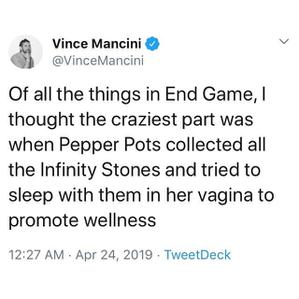 Vince Mancini
@VinceMancini
Of all the things in End Game, I
thought the craziest part was
when Pepper Pots collected all
the Infinity Stones and tried to
sleep with them in her vagina to
promote wellness
12:27 AM · Apr 24, 2019 · TweetDeck